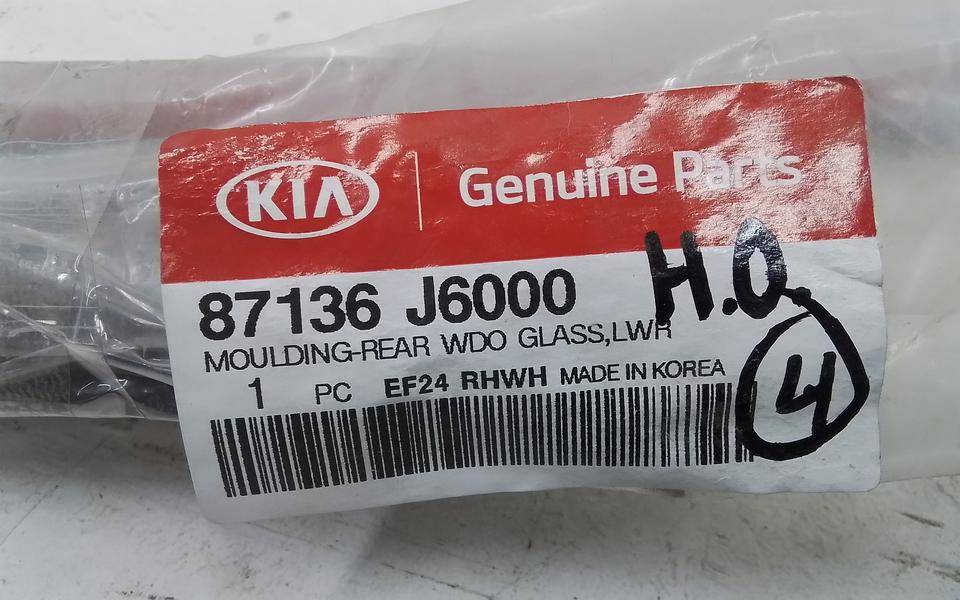 KIA Genuine Parts
H.O
87136 J6000
MOULDING-REAR WDO GLASS,LWR
1 PC EF24 RHWH MADE IN KOREA
4